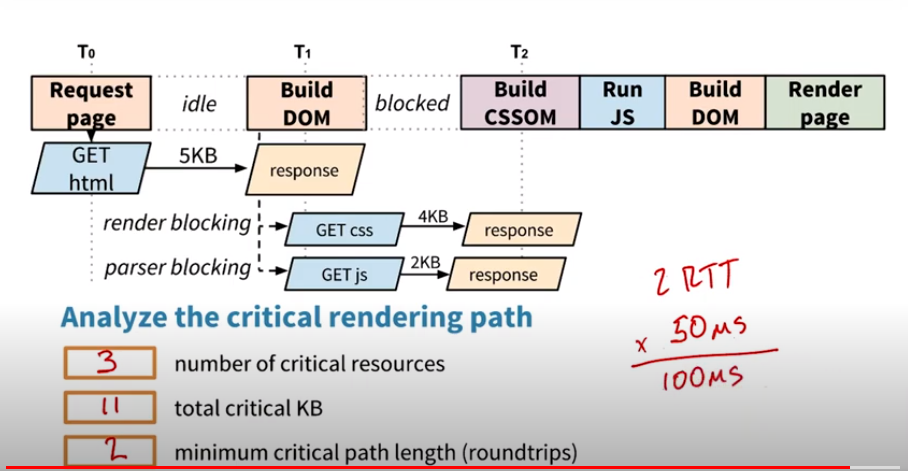 T₀ T₁ T₂
Request page idle Build DOM blocked Build CSSOM Run JS Build DOM Render page
GET html 5KB response
render blocking GET css 4KB response
parser blocking GET js 2KB response
2 RTT
x 50ms
100ms
Analyze the critical rendering path
3 number of critical resources
11 total critical KB
2 minimum critical path length (roundtrips)